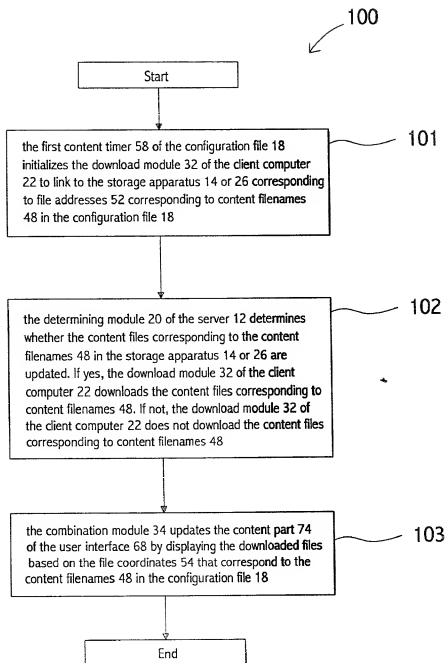 100
Start
the first content timer 58 of the configuration file 18
initializes the download module 32 of the client computer
22 to link to the storage apparatus 14 or 26 corresponding
to file addresses 52 corresponding to content filenames
48 in the configuration file 18
101
the determining module 20 of the server 12 determines
whether the content files corresponding to the content
filenames 48 in the storage apparatus 14 or 26 are
updated. If yes, the download module 32 of the client
computer 22 downloads the content files corresponding to
content filenames 48. If not, the download module 32 of
the client computer 22 does not download the content files
corresponding to content filenames 48
102
the combination module 34 updates the content part 74
of the user interface 68 by displaying the downloaded files
based on the file coordinates 54 that correspond to the
content filenames 48 in the configuration file 18
103
End